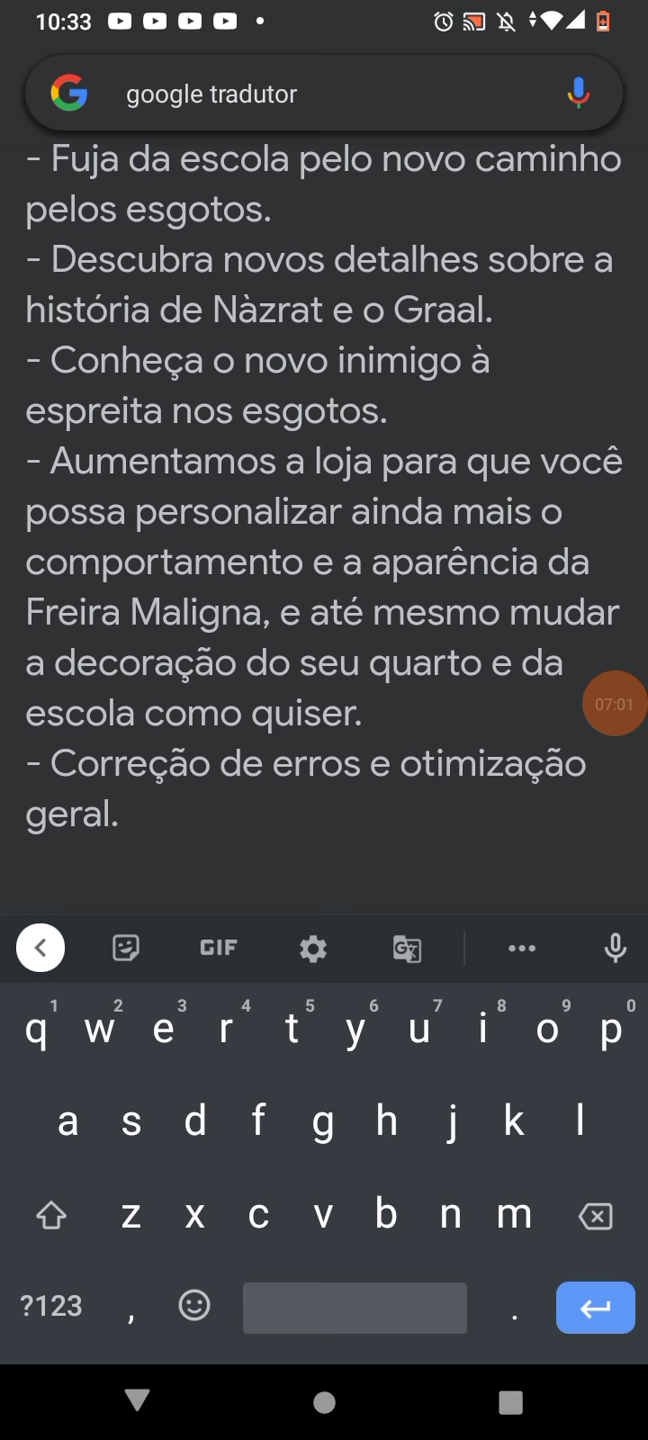 10:33
google tradutor
- Fuja da escola pelo novo caminho
pelos esgotos.
- Descubra novos detalhes sobre a
história de Nàzrat e o Graal.
- Conheça o novo inimigo à
espreita nos esgotos.
- Aumentamos a loja para que você
possa personalizar ainda mais o
comportamento e a aparência da
Freira Maligna, e até mesmo mudar
a decoração do seu quarto e da
escola como quiser.
07:01
- Correção de erros e otimização
geral.
GIF
1 2 3 4 5 6 7 8 9 0
q w e r t y u i o p
a s d f g h j k l
z x c v b n m
?123 , .